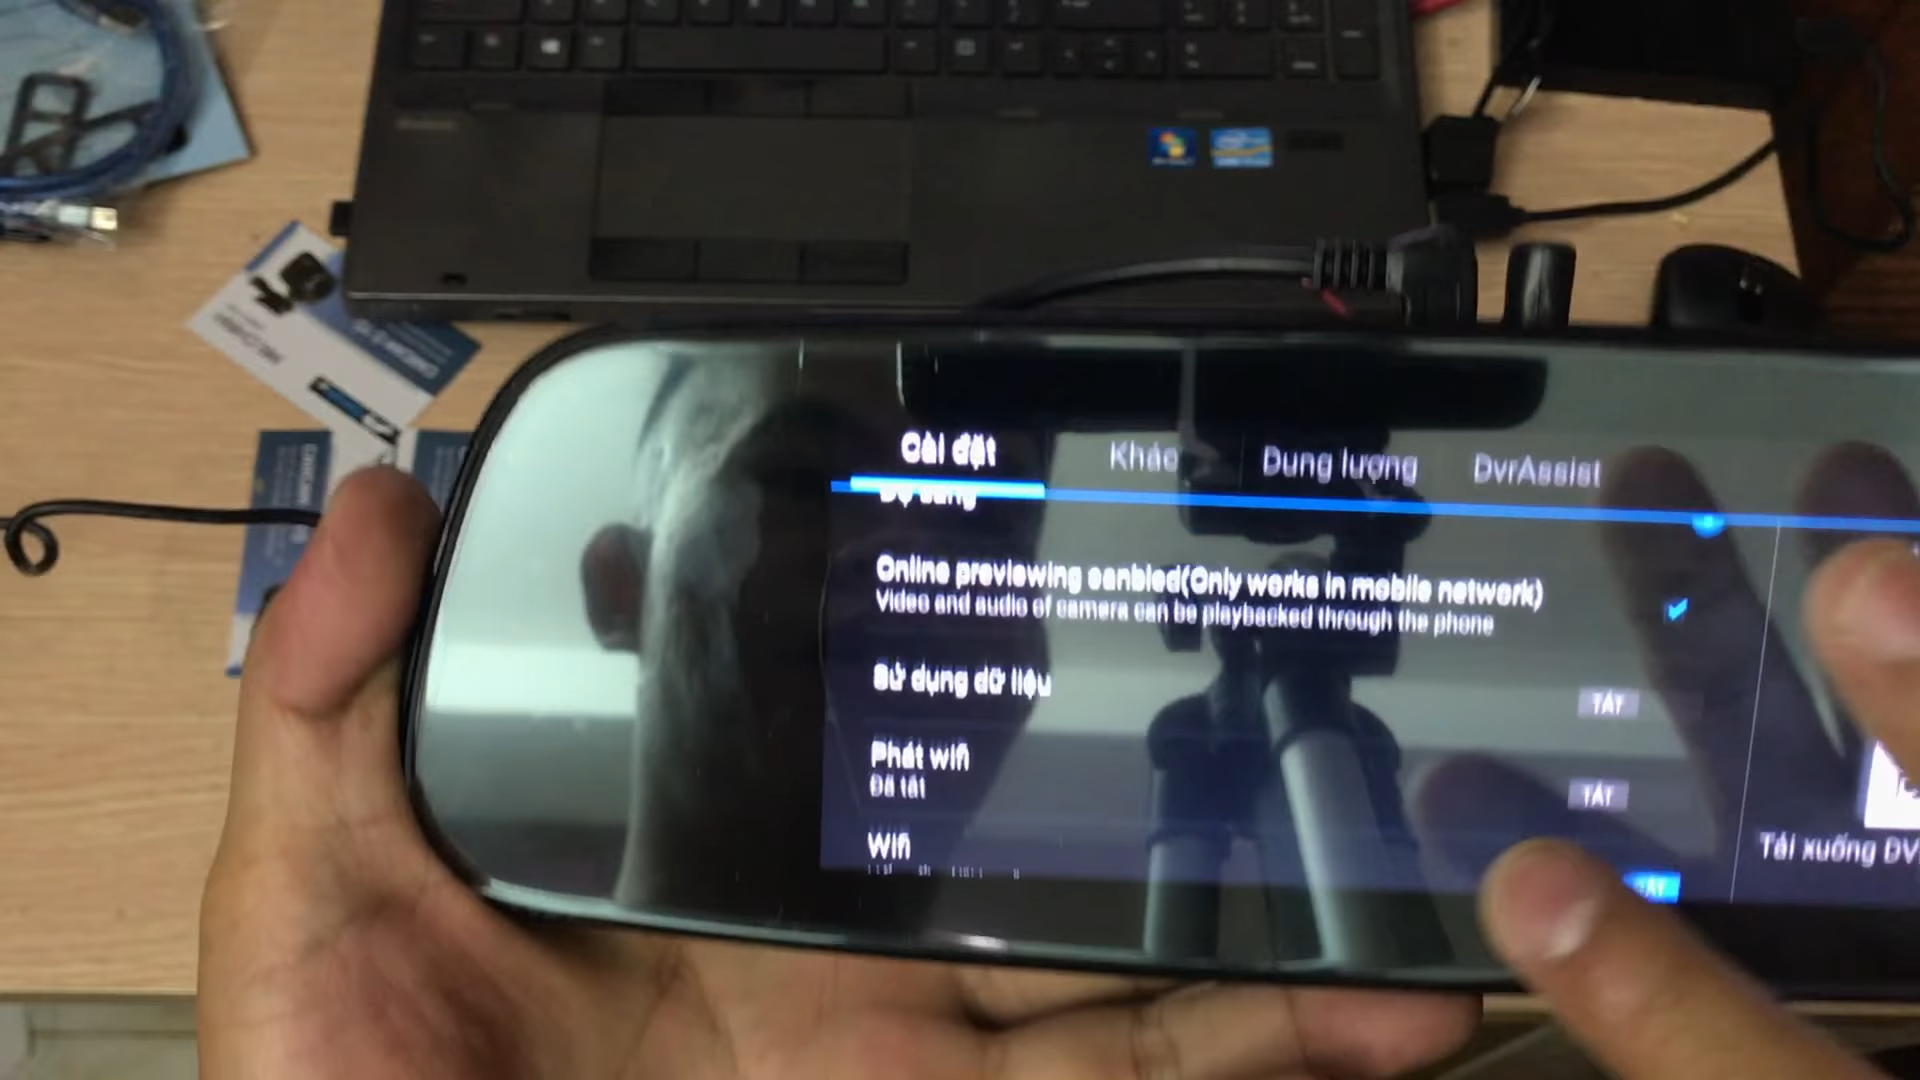 Cài đặt
Khác
Dung lượng
DvrAssist
Độ sáng
Online previewing eanbled(Only works in mobile network)
Video and audio of camera can be playbacked through the phone
Sử dụng dữ liệu
TẮT
Phát wifi
Đã tắt
TẮT
Wifi
Tải xuống DV